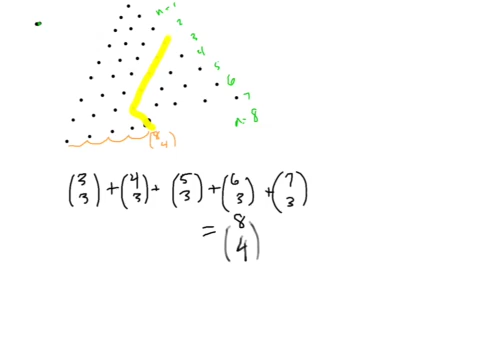 n=1
2
3
4
5
6
7
n=8
(8 4)
(3 3) + (4 3) + (5 3) + (6 3) + (7 3)
= (8 4)